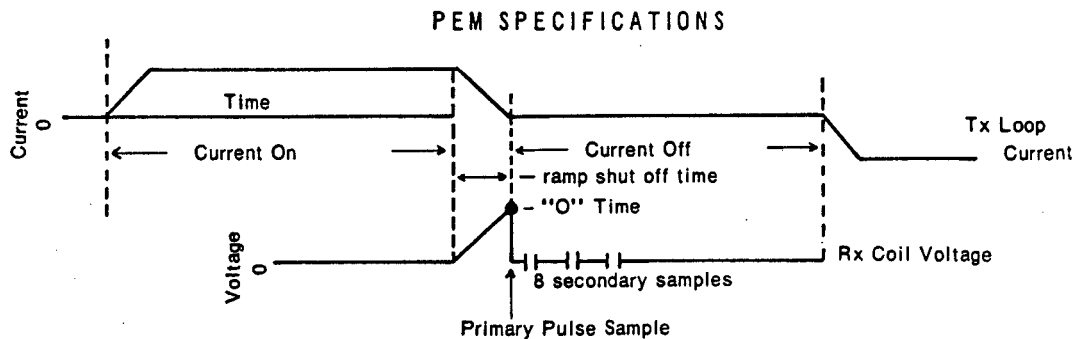 PEM SPECIFICATIONS
Current
0
Time
Tx Loop
Current
Current On
Current Off
ramp shut off time
"O" Time
Voltage
0
Rx Coil Voltage
8 secondary samples
Primary Pulse Sample